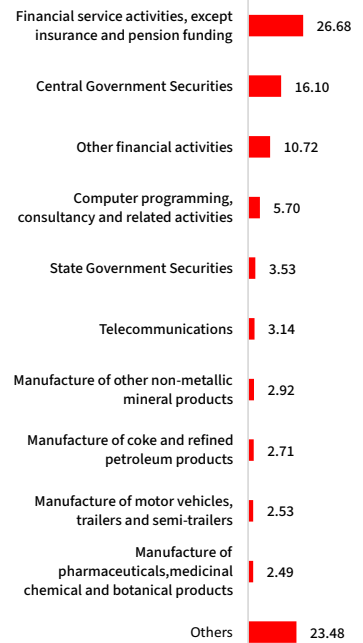 Financial service activities, except
insurance and pension funding
26.68
Central Government Securities
16.10
Other financial activities
10.72
Computer programming,
consultancy and related activities
5.70
State Government Securities
3.53
Telecommunications
3.14
Manufacture of other non-metallic
mineral products
2.92
Manufacture of coke and refined
petroleum products
2.71
Manufacture of motor vehicles,
trailers and semi-trailers
2.53
Manufacture of
pharmaceuticals,medicinal
chemical and botanical products
2.49
Others
23.48